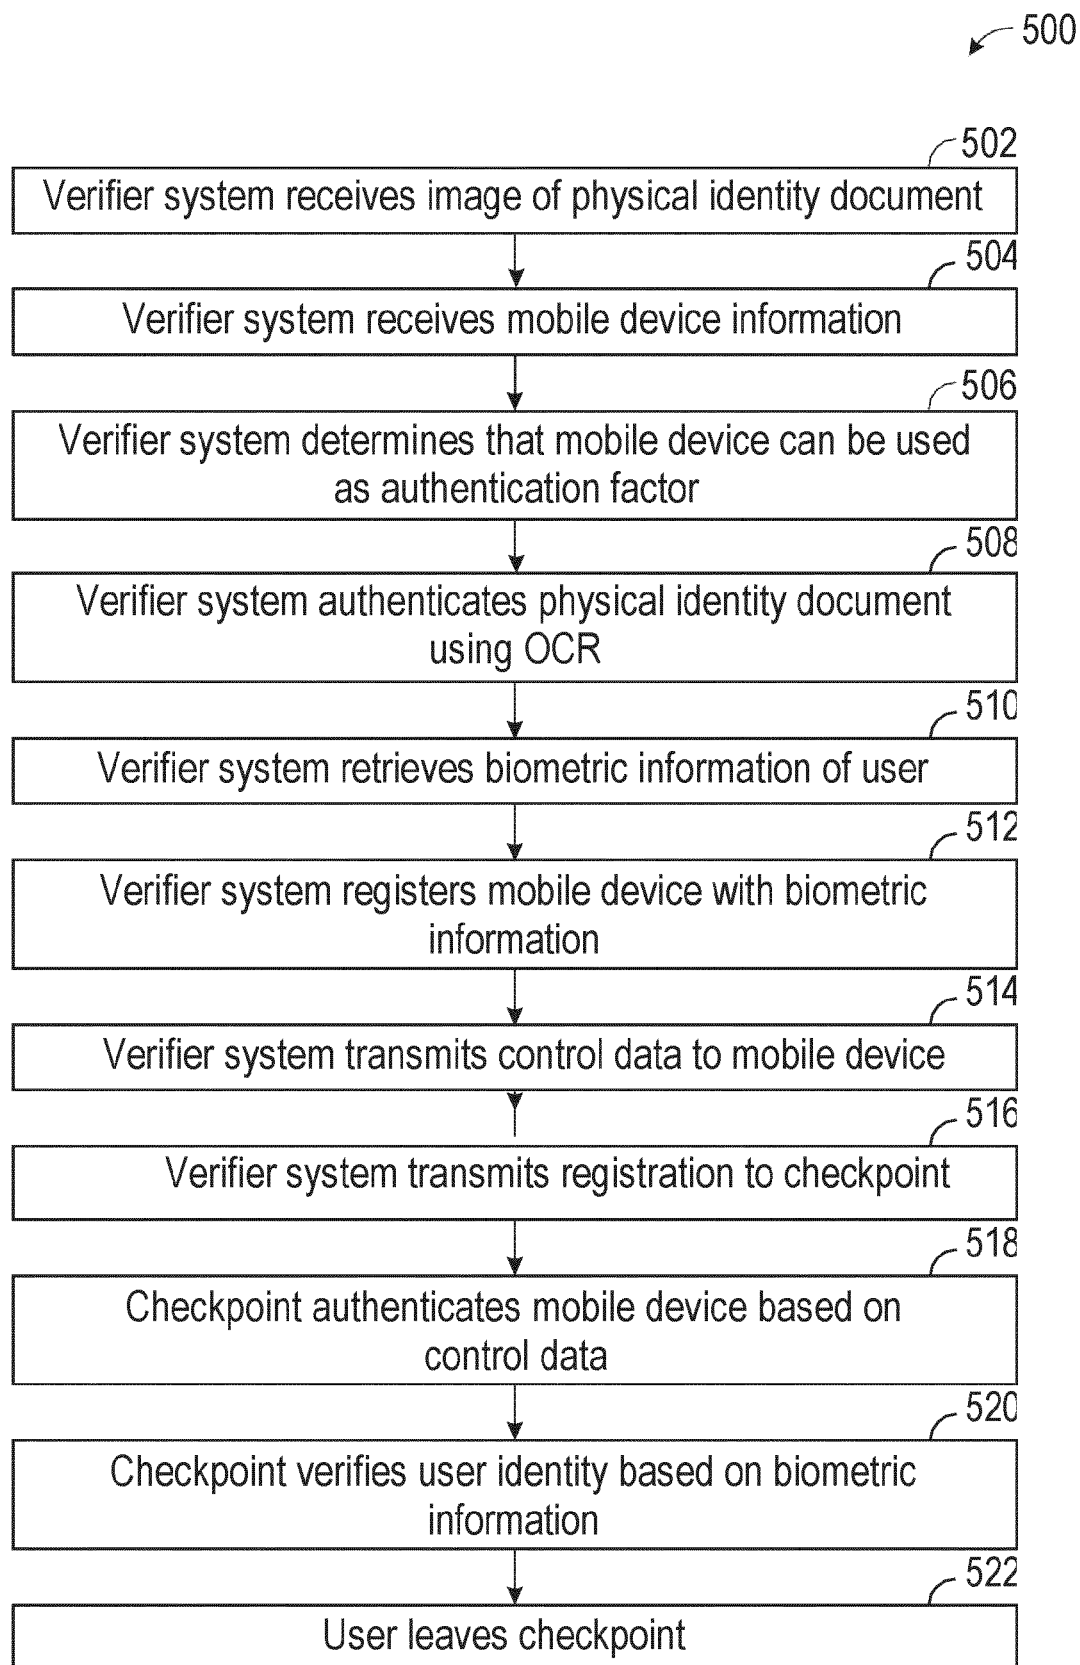 500
502
Verifier system receives image of physical identity document
504
Verifier system receives mobile device information
506
Verifier system determines that mobile device can be used
as authentication factor
508
Verifier system authenticates physical identity document
using OCR
510
Verifier system retrieves biometric information of user
512
Verifier system registers mobile device with biometric
information
514
Verifier system transmits control data to mobile device
516
Verifier system transmits registration to checkpoint
518
Checkpoint authenticates mobile device based on
control data
520
Checkpoint verifies user identity based on biometric
information
522
User leaves checkpoint